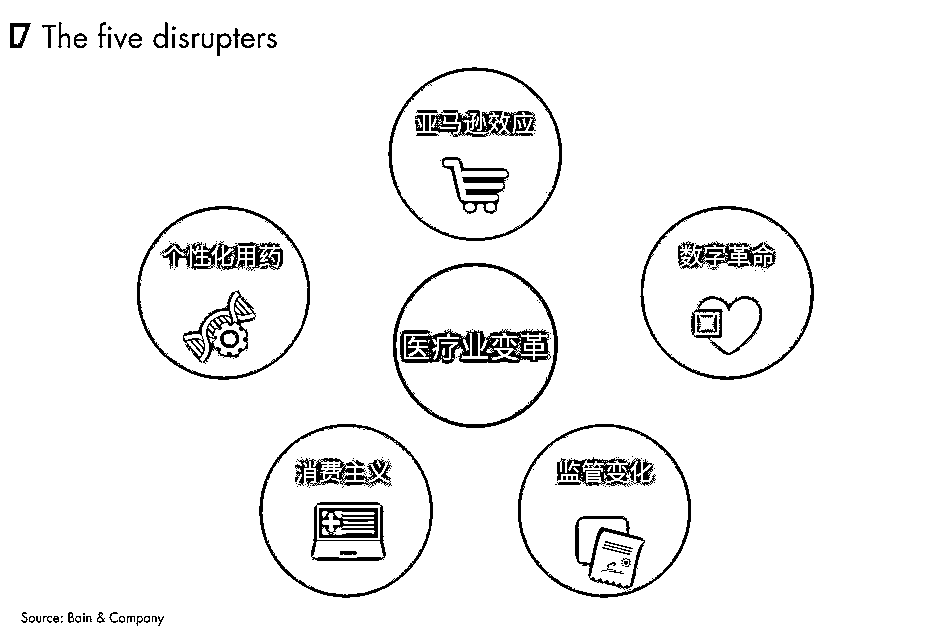 The five disrupters
亚马逊效应
个性化用药
数字革命
医疗业变革
消费主义
监管变化
Source: Bain & Company